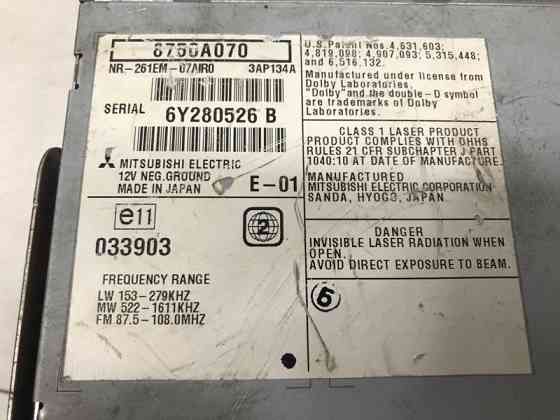 8750A070
NR-261EM-07AIR0 3AP134A
SERIAL 6Y280526 B
MITSUBISHI ELECTRIC
12V NEG.GROUND
MADE IN JAPAN E-01
e11
033903
2
FREQUENCY RANGE
LW 153-279KHZ
MW 522-1611KHZ
FM 87.5-108.0MHZ
U.S.Patent Nos.4,631,603;
4,819,098; 4,907,093; 5,315,448;
and 6,516,132.
Manufactured under license from
Dolby Laboratories.
"Dolby" and the double-D symbol
are trademarks of Dolby
Laboratories.
CLASS 1 LASER PRODUCT
PRODUCT COMPLIES WITH DHHS
RULES 21 CFR SUBCHAPTER J PART
1040:10 AT DATE OF MANUFACTURE.
MANUFACTURED
MITSUBISHI ELECTRIC CORPORATION
SANDA, HYOGO, JAPAN.
DANGER
INVISIBLE LASER RADIATION WHEN
OPEN.
AVOID DIRECT EXPOSURE TO BEAM.
5